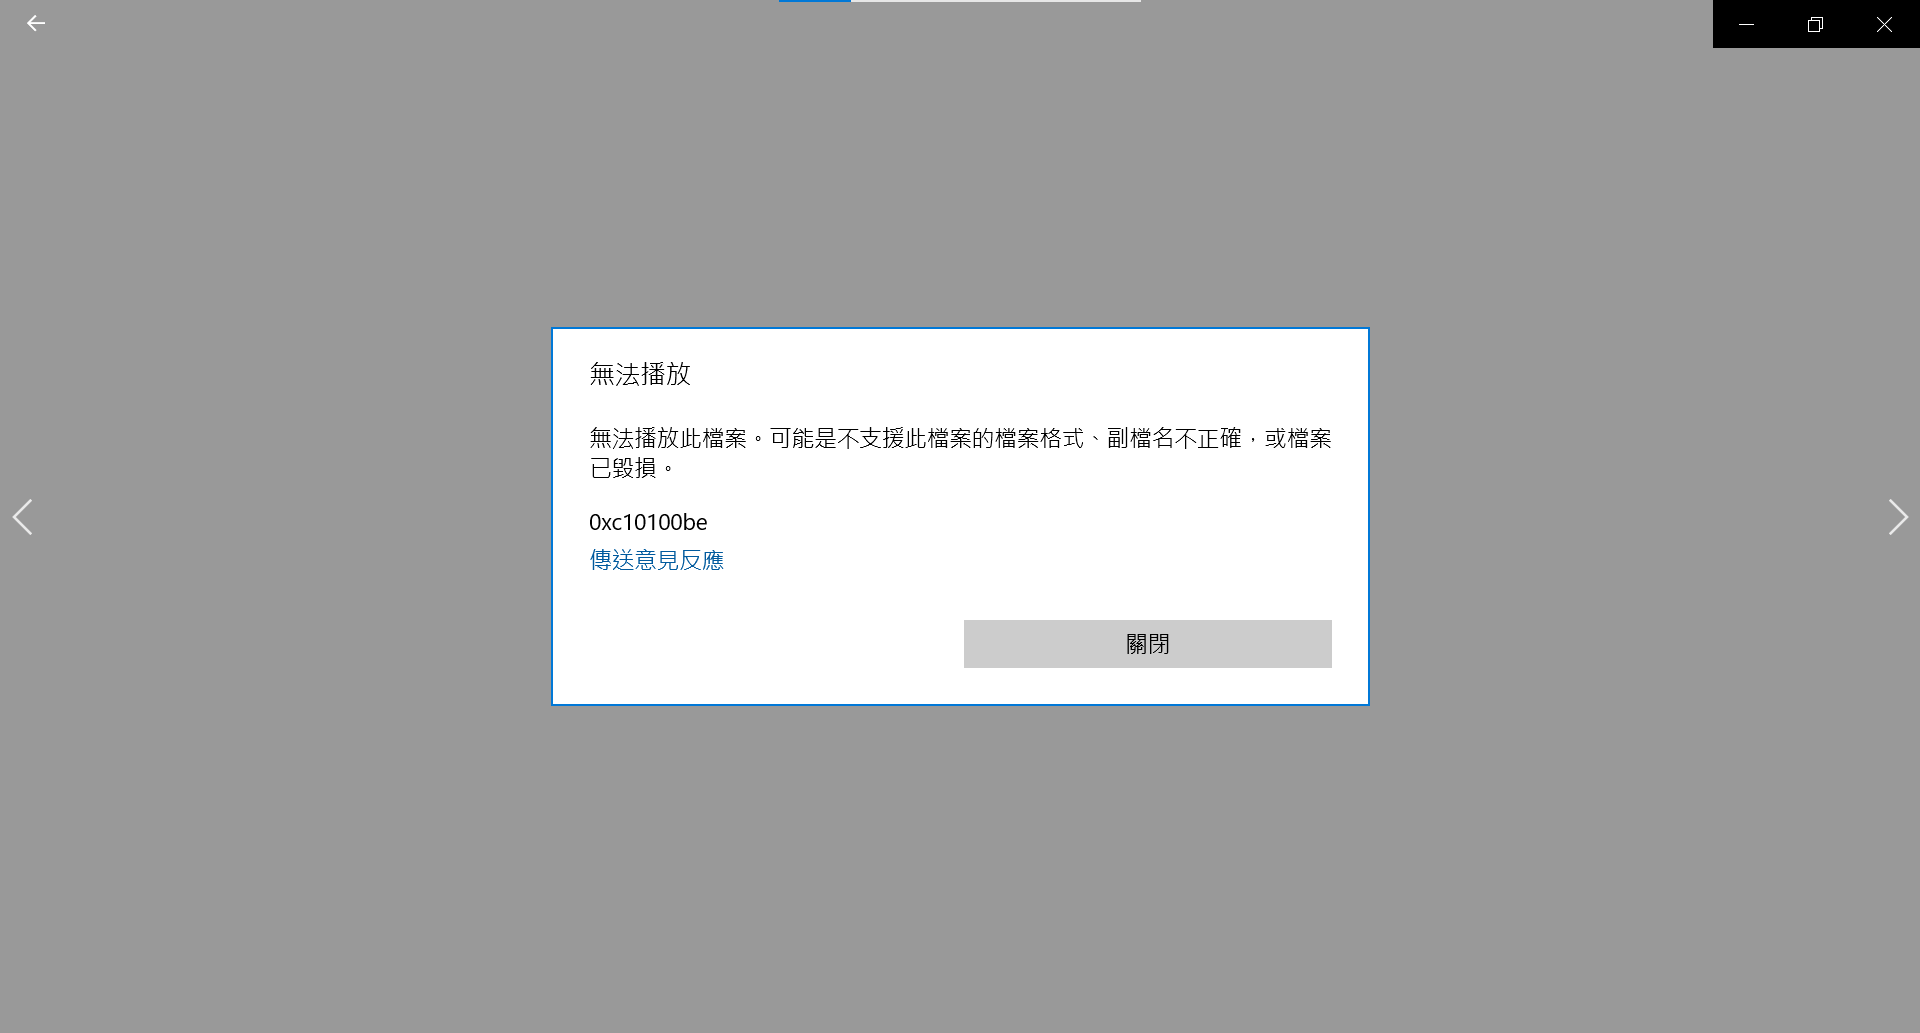 無法播放
無法播放此檔案。可能是不支援此檔案的檔案格式、副檔名不正確，或檔案
已毀損。
0xc10100be
傳送意見反應
關閉